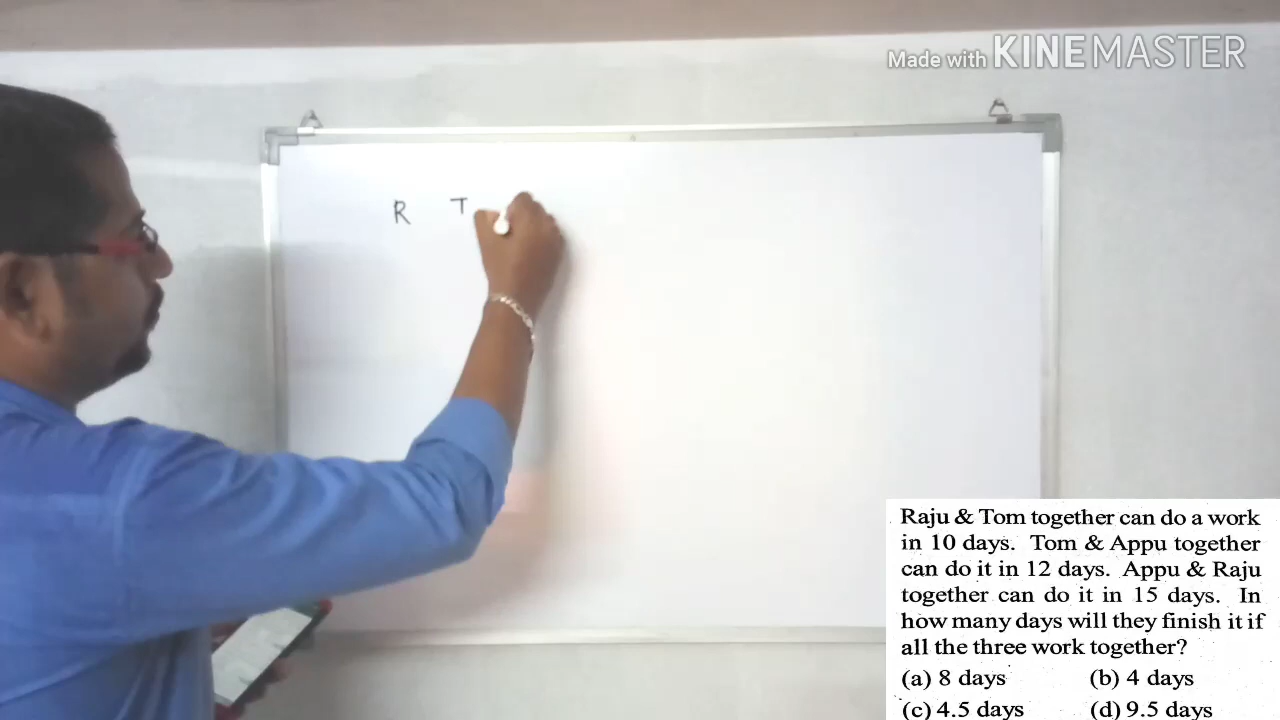 Made with KINEMASTER
R T
Raju & Tom together can do a work
in 10 days. Tom & Appu together
can do it in 12 days. Appu & Raju
together can do it in 15 days. In
how many days will they finish it if
all the three work together?
(a) 8 days (b) 4 days
(c) 4.5 days (d) 9.5 days